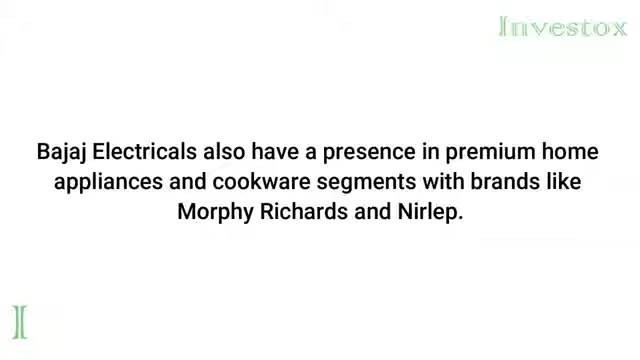 Investox
Bajaj Electricals also have a presence in premium home
appliances and cookware segments with brands like
Morphy Richards and Nirlep.
I